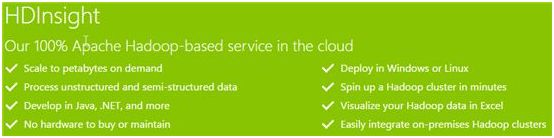 HDInsight
Our 100% Apache Hadoop-based service in the cloud
Scale to petabytes on demand
Process unstructured and semi-structured data
Develop in Java, .NET, and more
No hardware to buy or maintain
Deploy in Windows or Linux
Spin up a Hadoop cluster in minutes
Visualize your Hadoop data in Excel
Easily integrate on-premises Hadoop clusters